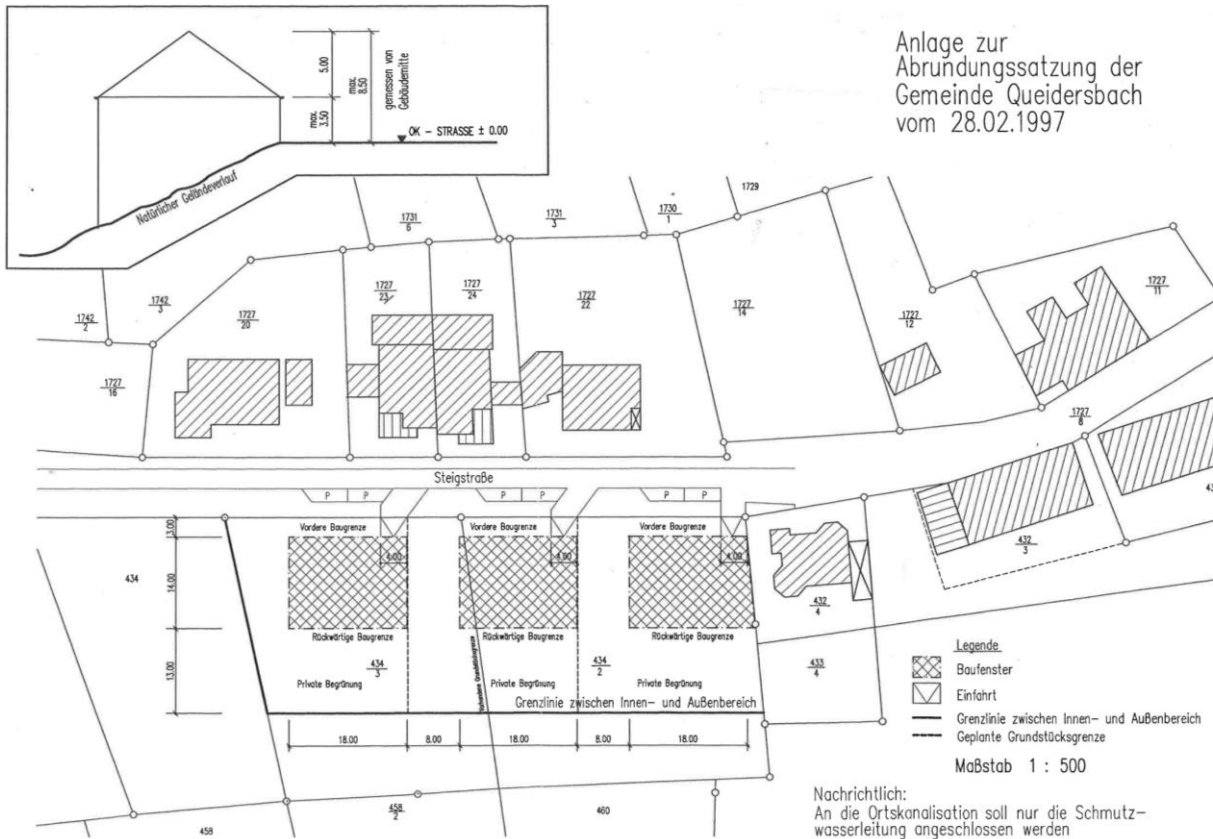 Anlage zur
Abrundungssatzung der
Gemeinde Queidersbach
vom 28.02.1997
5.00
max.
8.50
gemessen von
Gebäudemitte
max.
3.50
OK - STRASSE ± 0.00
Natürlicher Geländeverlauf
1729
1731
6
1731
3
1730
1
1742
2
1742
3
1727
20
1727
23
1727
24
1727
22
1727
14
1727
12
1727
11
1727
16
1727
8
Steigstraße
P P P P P P
Vordere Baugrenze Vordere Baugrenze Vordere Baugrenze
13.00
4.00 4.00 4.00
14.00
434
432
3
432
4
Rückwärtige Baugrenze Rückwärtige Baugrenze Rückwärtige Baugrenze
13.00
434
3
434
2
433
4
Private Begrünung Private Begrünung Private Begrünung
Grenzlinie zwischen Innen- und Außenbereich
18.00 8.00 18.00 8.00 18.00
458
458
2
460
Legende
Baufenster
Einfahrt
Grenzlinie zwischen Innen- und Außenbereich
Geplante Grundstücksgrenze
Maßstab 1 : 500
Nachrichtlich:
An die Ortskanalisation soll nur die Schmutz-
wasserleitung angeschlossen werden